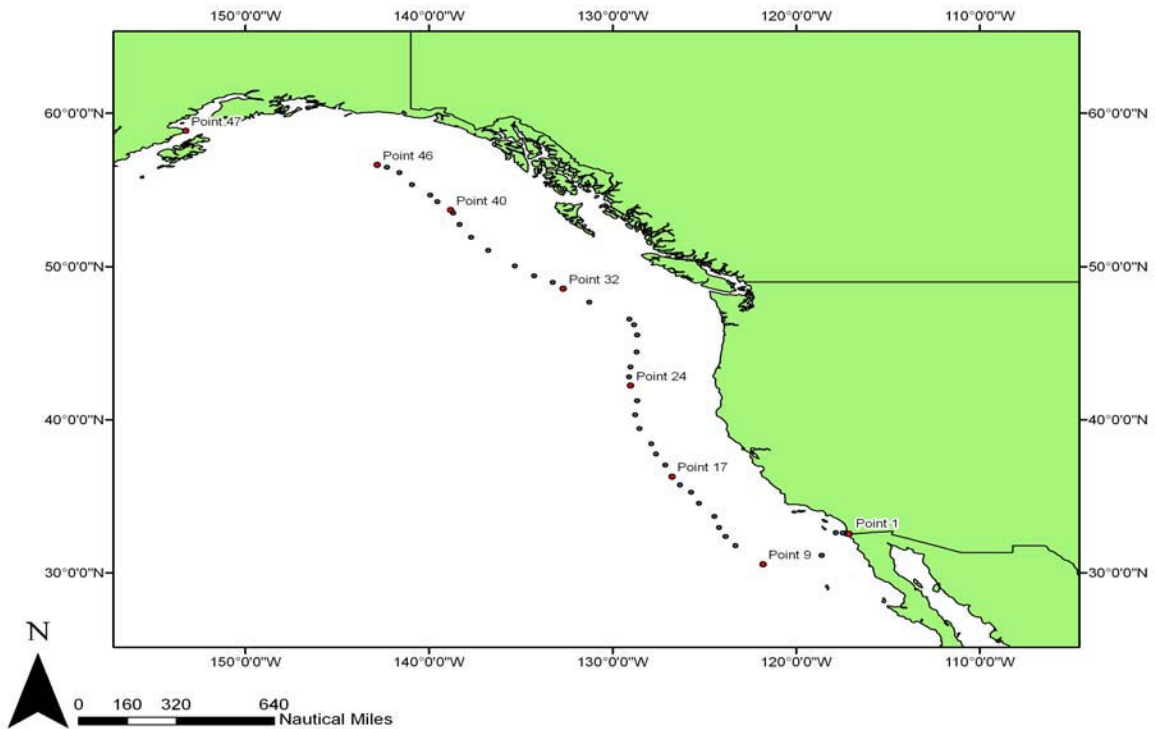 150°0'0"W 140°0'0"W 130°0'0"W 120°0'0"W 110°0'0"W
60°0'0"N 60°0'0"N
Point 47
Point 46
Point 40
50°0'0"N 50°0'0"N
Point 32
Point 24
40°0'0"N 40°0'0"N
Point 17
Point 1
Point 9
30°0'0"N 30°0'0"N
N
150°0'0"W 140°0'0"W 130°0'0"W 120°0'0"W 110°0'0"W
0 160 320 640
Nautical Miles